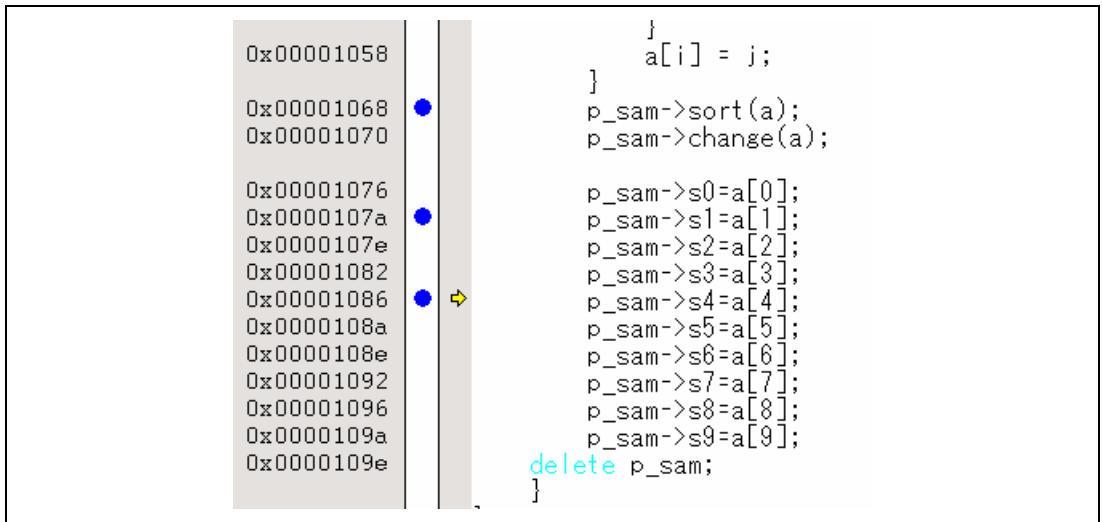 }
0x00001058 a[i] = j;
}
0x00001068 p_sam->sort(a);
0x00001070 p_sam->change(a);
0x00001076 p_sam->s0=a[0];
0x0000107a p_sam->s1=a[1];
0x0000107e p_sam->s2=a[2];
0x00001082 p_sam->s3=a[3];
0x00001086 p_sam->s4=a[4];
0x0000108a p_sam->s5=a[5];
0x0000108e p_sam->s6=a[6];
0x00001092 p_sam->s7=a[7];
0x00001096 p_sam->s8=a[8];
0x0000109a p_sam->s9=a[9];
0x0000109e delete p_sam;
}